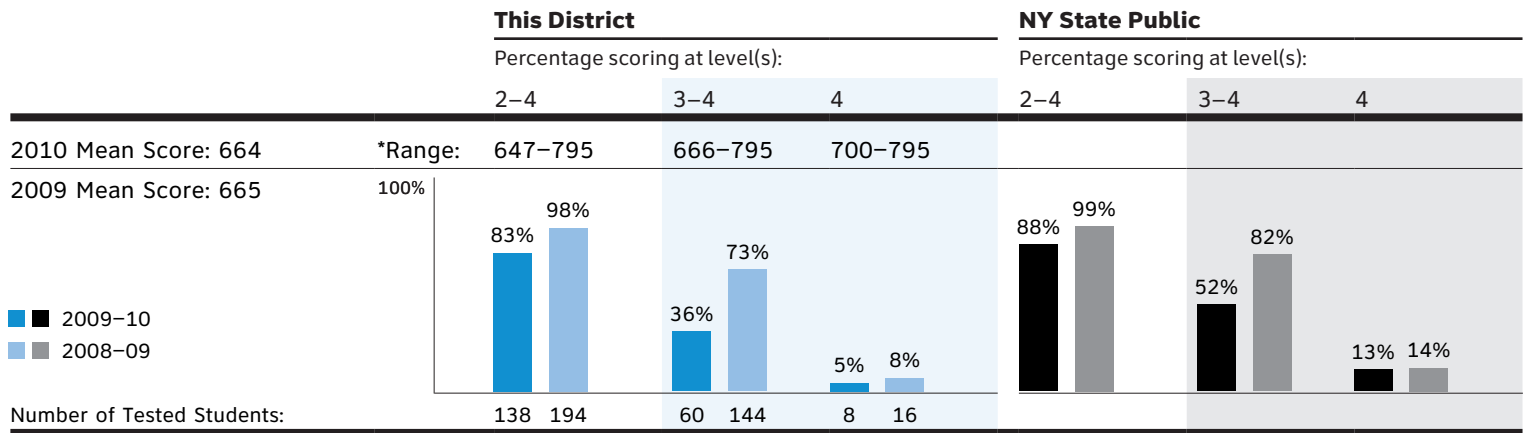 This District NY State Public
Percentage scoring at level(s): Percentage scoring at level(s):
2–4 3–4 4 2–4 3–4 4
2010 Mean Score: 664 *Range: 647–795 666–795 700–795
2009 Mean Score: 665 100%
98% 99%
83% 88%
73% 82%
36% 52%
5% 8% 13% 14%
2009–10
2008–09
Number of Tested Students: 138 194 60 144 8 16